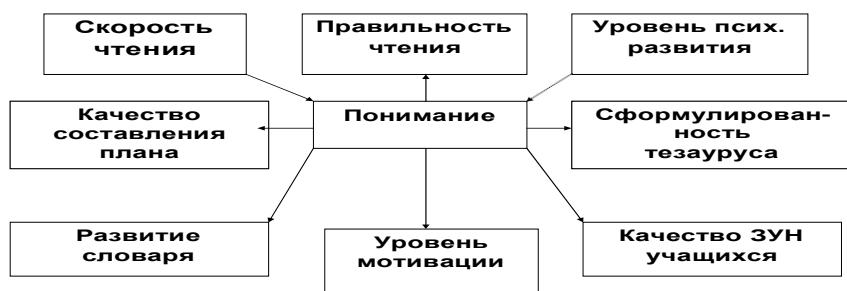 Скорость
чтения
Правильность
чтения
Уровень псих.
развития
Качество
составления
плана
Понимание
Сформулирован-
ность
тезауруса
Развитие
словаря
Уровень
мотивации
Качество ЗУН
учащихся